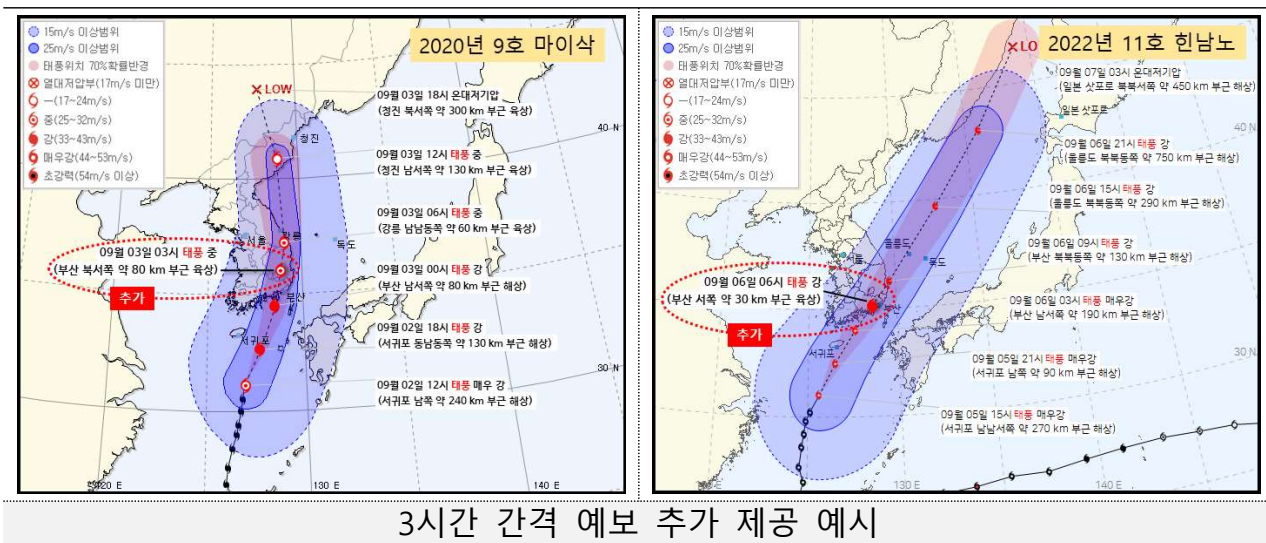 15m/s 이상범위
25m/s 이상범위
태풍위치 70%확률반경
열대저압부(17m/s 미만)
—(17~24m/s)
중(25~32m/s)
강(33~43m/s)
매우강(44~53m/s)
초강력(54m/s 이상)
2020년 9호 마이삭
LOW
09월 03일 18시 온대저기압
(청진 북서쪽 약 300 km 부근 육상)
청진
40 N
09월 03일 12시 태풍 중
(청진 남서쪽 약 130 km 부근 육상)
09월 03일 06시 태풍 중
(강릉 남남동쪽 약 60 km 부근 육상)
서울
강릉
독도
09월 03일 03시 태풍 중
(부산 북서쪽 약 80 km 부근 육상)
추가
09월 03일 00시 태풍 강
(부산 남서쪽 약 80 km 부근 해상)
부산
09월 02일 18시 태풍 강
(서귀포 동남동쪽 약 130 km 부근 해상)
서귀포
30 N
09월 02일 12시 태풍 매우 강
(서귀포 남쪽 약 240 km 부근 해상)
120 E
130 E
140 E
15m/s 이상범위
25m/s 이상범위
태풍위치 70%확률반경
열대저압부(17m/s 미만)
—(17~24m/s)
중(25~32m/s)
강(33~43m/s)
매우강(44~53m/s)
초강력(54m/s 이상)
2022년 11호 힌남노
LO
09월 07일 03시 온대저기압
(일본 삿포로 북북서쪽 약 450 km 부근 해상)
일본 삿포로
40 N
09월 06일 21시 태풍 강
(울릉도 북북동쪽 약 750 km 부근 해상)
09월 06일 15시 태풍 강
(울릉도 북북동쪽 약 290 km 부근 해상)
울릉도
서울
독도
09월 06일 09시 태풍 강
(부산 북북동쪽 약 130 km 부근 해상)
09월 06일 06시 태풍 강
(부산 서쪽 약 30 km 부근 육상)
부산
추가
09월 06일 03시 태풍 매우강
(부산 남서쪽 약 190 km 부근 해상)
서귀포
09월 05일 21시 태풍 매우강
(서귀포 남쪽 약 90 km 부근 해상)
30 N
09월 05일 15시 태풍 매우강
(서귀포 남남서쪽 약 270 km 부근 해상)
130 E
140 E
3시간 간격 예보 추가 제공 예시